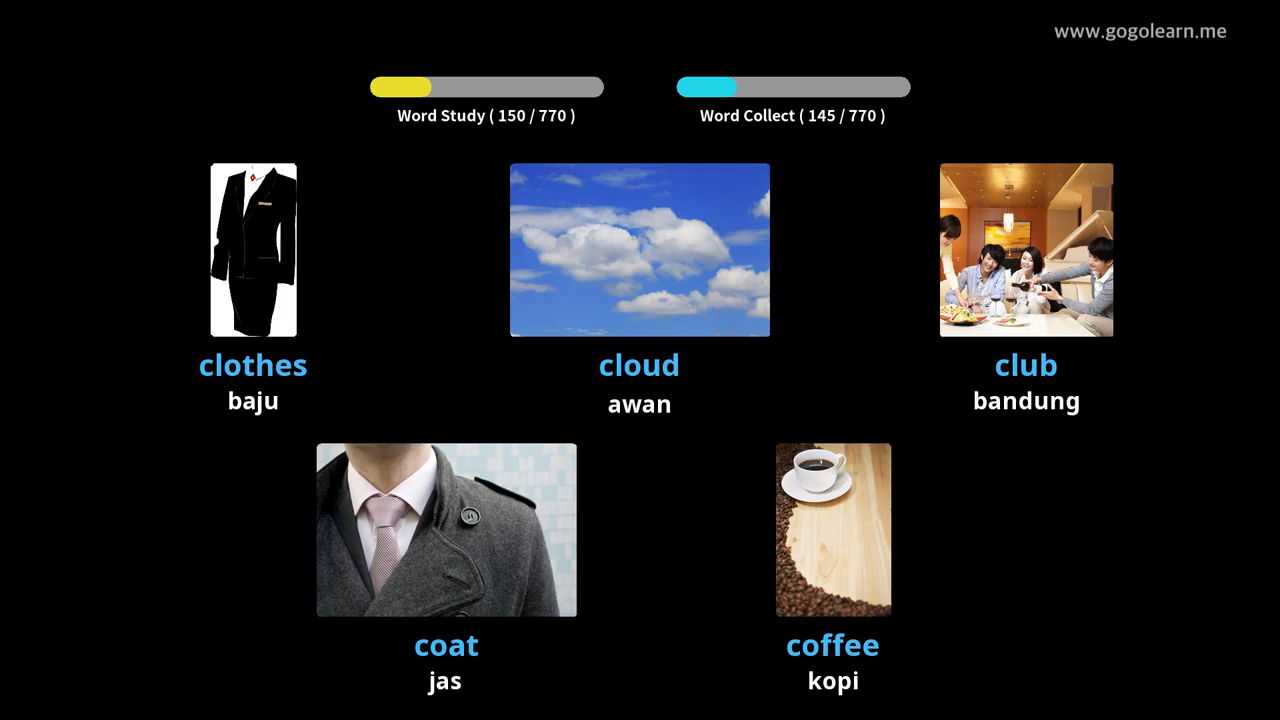 www.gogolearn.me
Word Study ( 150 / 770 )
Word Collect ( 145 / 770 )
clothes
baju
cloud
awan
club
bandung
coat
jas
coffee
kopi